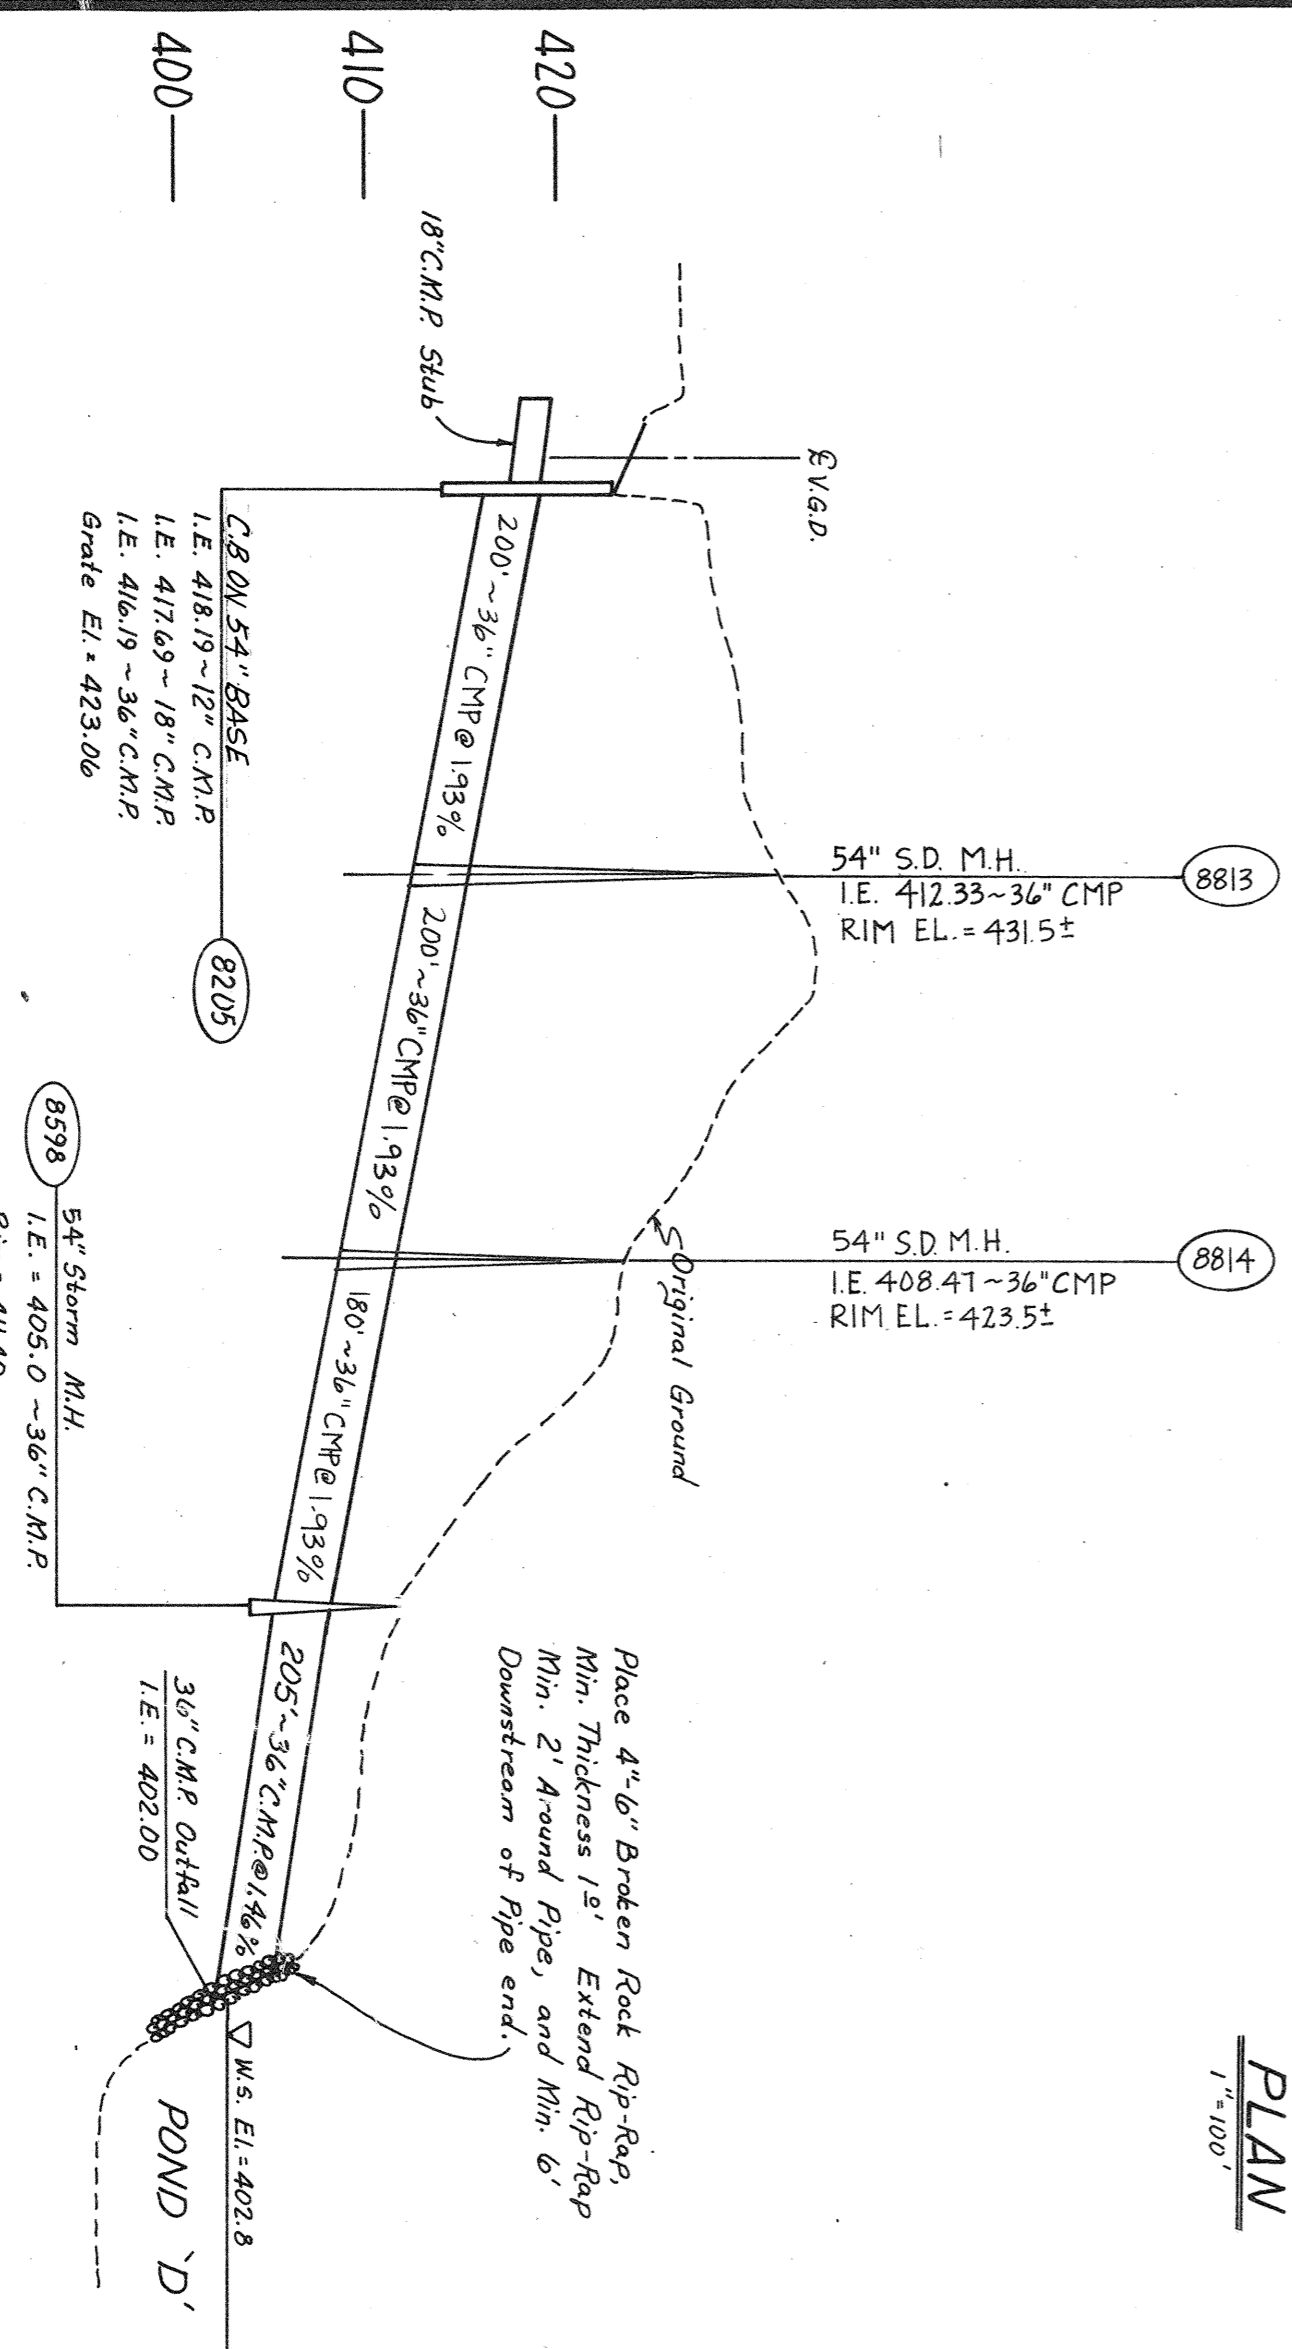 420
410
400
18"C.M.P. Stub
℄ V.G.D.
C.B ON 54" BASE
I.E. 418.19~12" C.M.P.
I.E. 417.69~18" C.M.P.
I.E. 416.19~36" C.M.P.
Grate El. = 423.06
8205
200'~36" CMP@ 1.93%
8813
54" S.D. M.H.
I.E. 412.33~36" CMP
RIM EL. = 431.5±
200'~36"CMP@ 1.93%
8814
54" S.D. M.H.
I.E. 408.47~36" CMP
RIM EL. = 423.5±
Original Ground
180'~36"CMP@ 1.93%
8598
54" Storm M.H.
I.E. = 405.0 ~36" C.M.P.
205'~36"C.M.P.@1.46%
36" C.M.P. Outfall
I.E. = 402.00
Place 4"-6" Broken Rock Rip-Rap,
Min. Thickness 1º' Extend Rip-Rap
Min. 2' Around Pipe, and Min. 6'
Downstream of Pipe end.
W.S. El. = 402.8
POND 'D'
PLAN
1"=100'